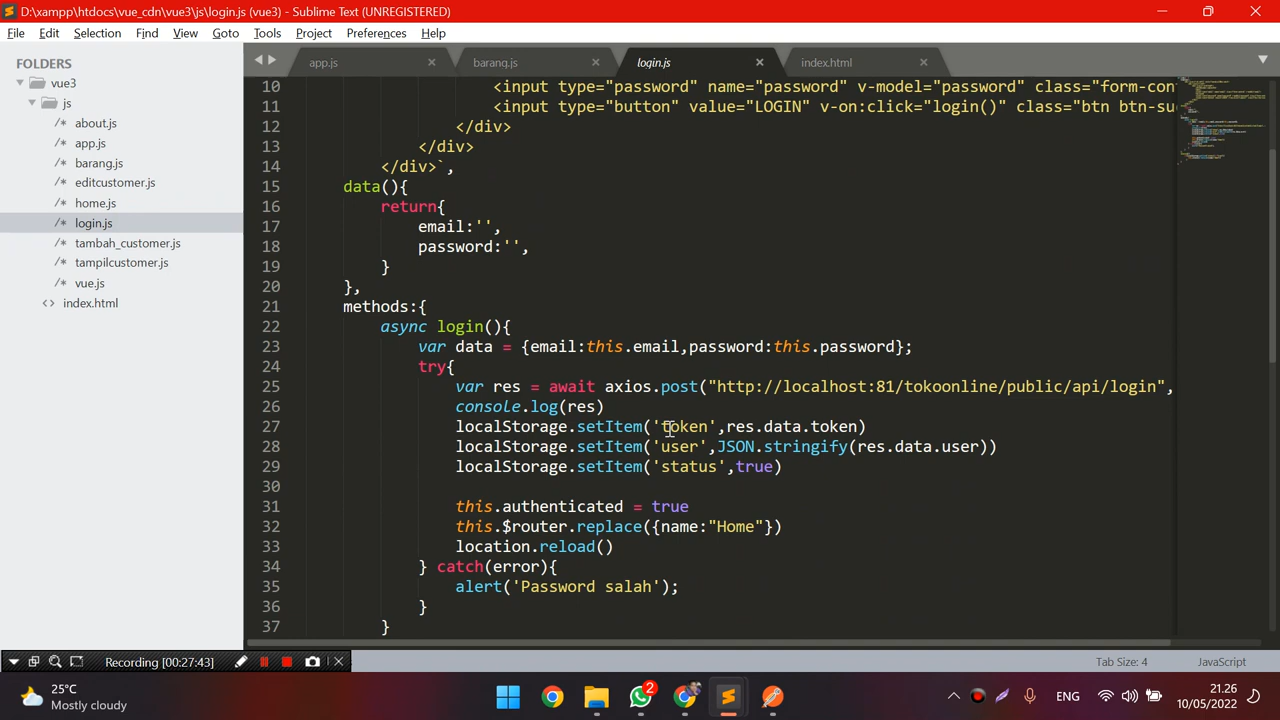 D:\xampp\htdocs\vue_cdn\vue3\js\login.js (vue3) - Sublime Text (UNREGISTERED)
File Edit Selection Find View Goto Tools Project Preferences Help
FOLDERS
vue3
js
about.js
app.js
barang.js
editcustomer.js
home.js
login.js
tambah_customer.js
tampilcustomer.js
vue.js
index.html
app.js barang.js login.js index.html
10 <input type="password" name="password" v-model="password" class="form-con
11 <input type="button" value="LOGIN" v-on:click="login()" class="btn btn-su
12 </div>
13 </div>
14 </div>`,
15 data(){
16 return{
17 email:'',
18 password:'',
19 }
20 },
21 methods:{
22 async login(){
23 var data = {email:this.email,password:this.password};
24 try{
25 var res = await axios.post("http://localhost:81/tokoonline/public/api/login",
26 console.log(res)
27 localStorage.setItem('token',res.data.token)
28 localStorage.setItem('user',JSON.stringify(res.data.user))
29 localStorage.setItem('status',true)
30
31 this.authenticated = true
32 this.$router.replace({name:"Home"})
33 location.reload()
34 } catch(error){
35 alert('Password salah');
36 }
37 }
Recording [00:27:43]
Tab Size: 4 JavaScript
25°C
Mostly cloudy
2
ENG
21.26
10/05/2022